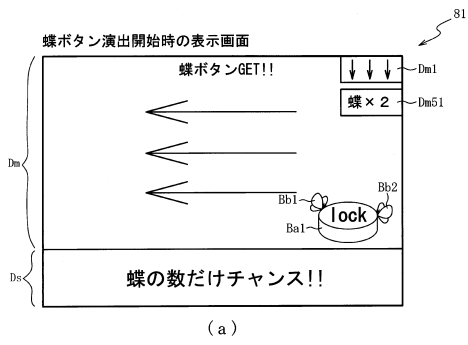 81
蝶ボタン演出開始時の表示画面
蝶ボタンGET!!
Dm1
蝶×2
Dm51
Dm
Bb1
Bb2
lock
Ba1
Ds
蝶の数だけチャンス!!
(a)